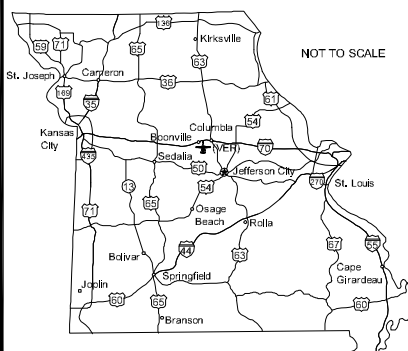 136
59
71
65
Kirksville
63
NOT TO SCALE
St. Joseph
Cameron
36
169
35
61
54
Columbia
Kansas City
Boonville
(VER)
70
435
Sedalia
50
Jefferson City
54
270
St. Louis
13
71
65
Osage Beach
Rolla
67
55
44
63
Bolivar
Springfield
Cape Girardeau
Joplin
60
65
60
Branson